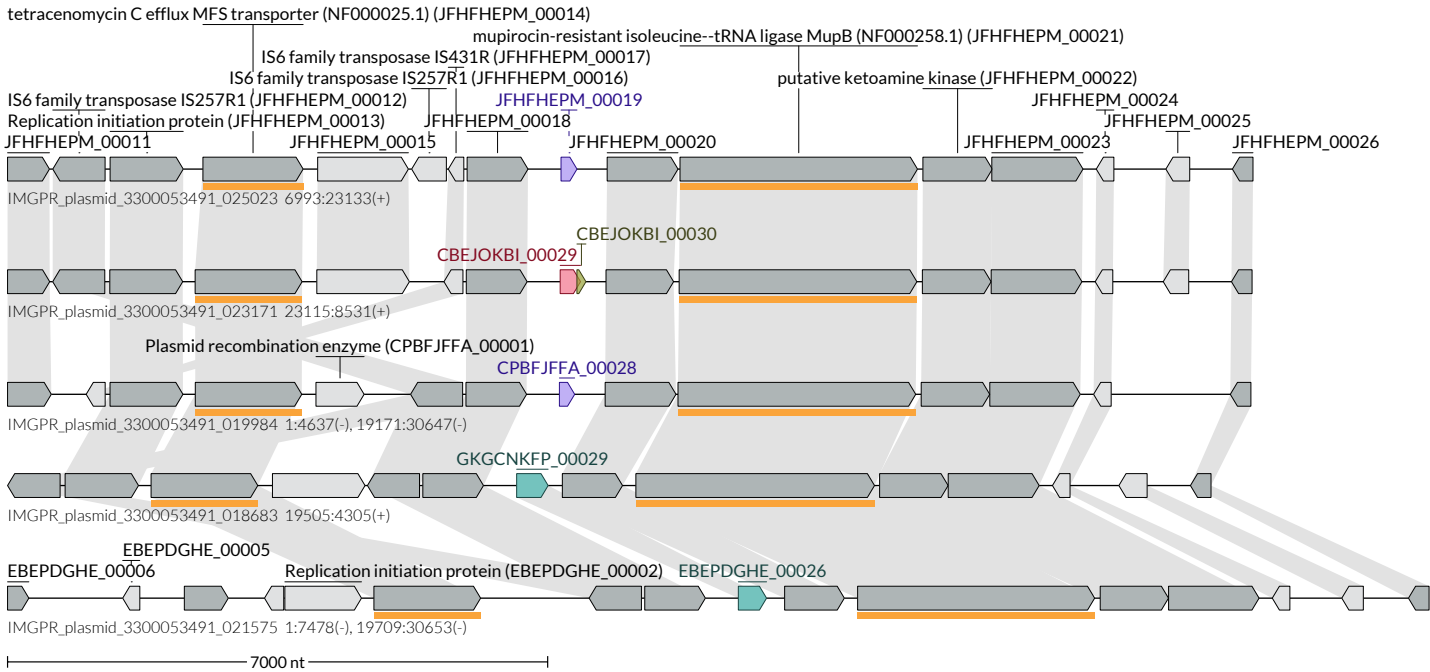 tetracenomycin C efflux MFS transporter (NF000025.1) (JFHFHEPM_00014)
mupirocin-resistant isoleucine--tRNA ligase MupB (NF000258.1) (JFHFHEPM_00021)
IS6 family transposase IS431R (JFHFHEPM_00017)
IS6 family transposase IS257R1 (JFHFHEPM_00016)
putative ketoamine kinase (JFHFHEPM_00022)
IS6 family transposase IS257R1 (JFHFHEPM_00012)
JFHFHEPM_00019
JFHFHEPM_00024
Replication initiation protein (JFHFHEPM_00013)
JFHFHEPM_00018
JFHFHEPM_00025
JFHFHEPM_00011
JFHFHEPM_00015
JFHFHEPM_00020
JFHFHEPM_00023
JFHFHEPM_00026
IMGPR_plasmid_3300053491_025023 6993:23133(+)
CBEJOKBI_00030
CBEJOKBI_00029
IMGPR_plasmid_3300053491_023171 23115:8531(+)
Plasmid recombination enzyme (CPBFJFFA_00001)
CPBFJFFA_00028
IMGPR_plasmid_3300053491_019984 1:4637(-), 19171:30647(-)
GKGCNKFP_00029
IMGPR_plasmid_3300053491_018683 19505:4305(+)
EBEPDGHE_00005
EBEPDGHE_00006
Replication initiation protein (EBEPDGHE_00002)
EBEPDGHE_00026
IMGPR_plasmid_3300053491_021575 1:7478(-), 19709:30653(-)
7000 nt